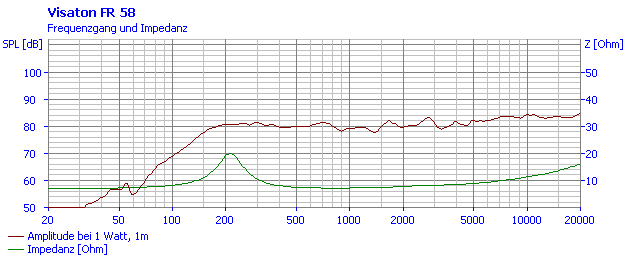 Visaton FR 58
Frequenzgang und Impedanz
SPL [dB] Z [Ohm]
100 50
90 40
80 30
70 20
60 10
50
20 50 100 200 500 1000 2000 5000 10000 20000
Amplitude bei 1 Watt, 1m
Impedanz [Ohm]